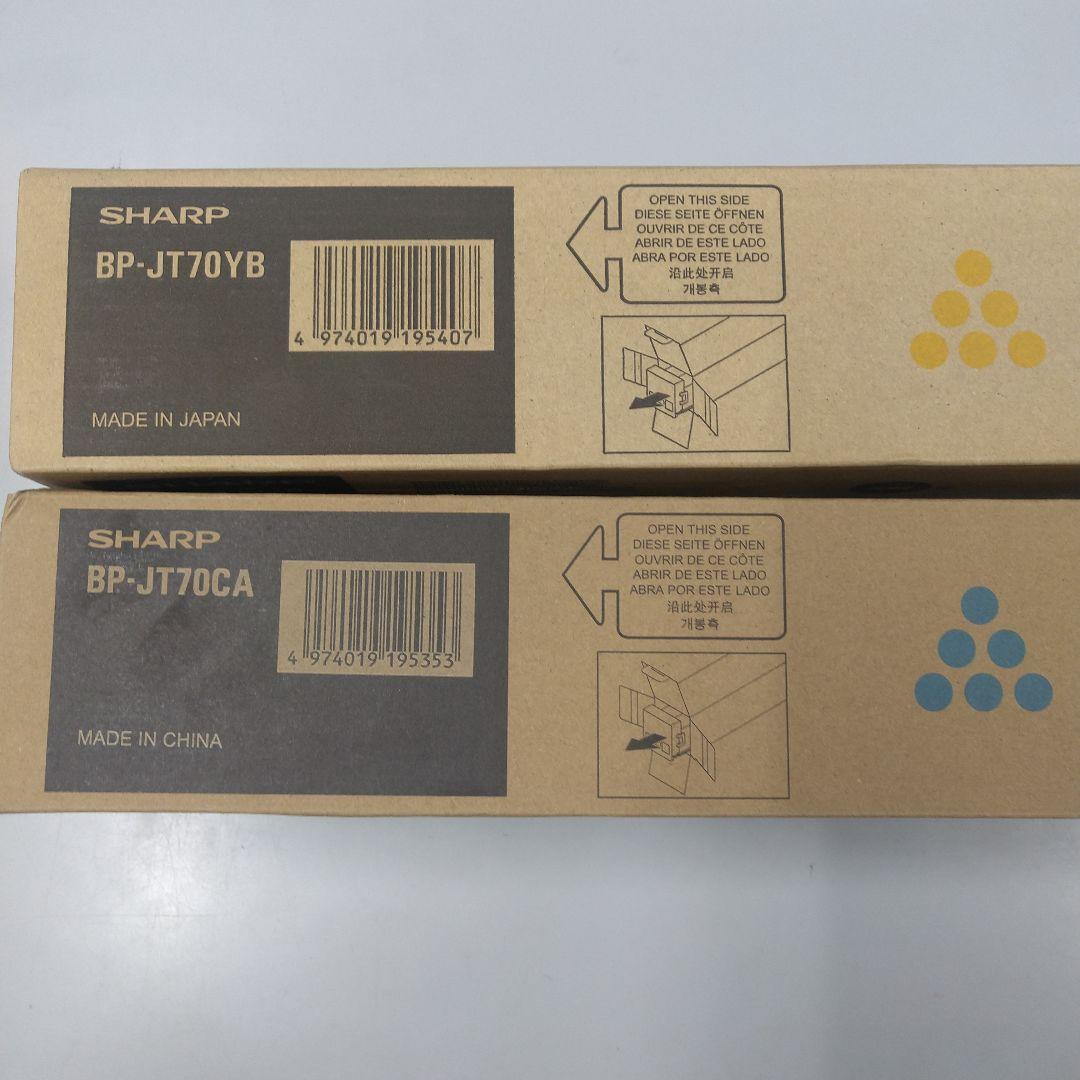 SHARP
BP-JT70YB
4 974019 195407
MADE IN JAPAN
OPEN THIS SIDE
DIESE SEITE ÖFFNEN
OUVRIR DE CE CÔTE
ABRIR DE ESTE LADO
ABRA POR ESTE LADO
沿此处开启
개봉측
SHARP
BP-JT70CA
4 974019 195353
MADE IN CHINA
OPEN THIS SIDE
DIESE SEITE ÖFFNEN
OUVRIR DE CE CÔTE
ABRIR DE ESTE LADO
ABRA POR ESTE LADO
沿此处开启
개봉측